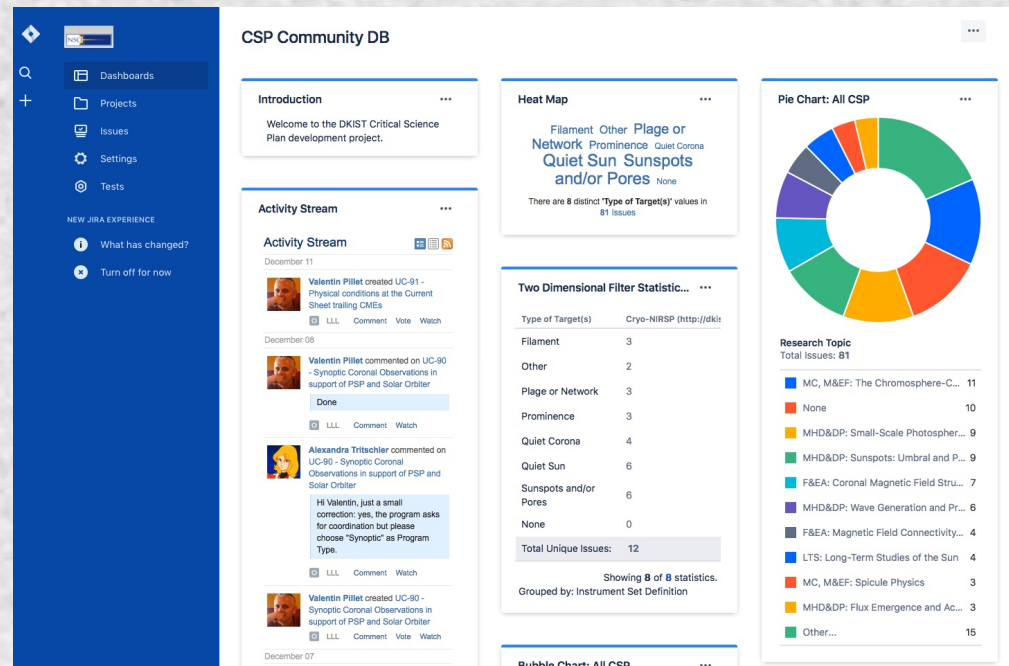 NSO
Dashboards
Projects
Issues
Settings
Tests
NEW JIRA EXPERIENCE
What has changed?
Turn off for now
CSP Community DB
Introduction
Welcome to the DKIST Critical Science
Plan development project.
Activity Stream
Activity Stream
December 11
Valentin Pillet created UC-91 -
Physical conditions at the Current
Sheet trailing CMEs
LLL Comment Vote Watch
December 08
Valentin Pillet commented on UC-90
- Synoptic Coronal Observations in
support of PSP and Solar Orbiter
Done
LLL Comment Watch
Alexandra Tritschler commented on
UC-90 - Synoptic Coronal
Observations in support of PSP and
Solar Orbiter
Hi Valentin, just a small
correction: yes, the program asks
for coordination but please
choose "Synoptic" as Program
Type.
LLL Comment Watch
Valentin Pillet created UC-90 -
Synoptic Coronal Observations in
support of PSP and Solar Orbiter
LLL Comment Vote Watch
December 07
Heat Map
Filament Other Plage or
Network Prominence Quiet Corona
Quiet Sun Sunspots
and/or Pores None
There are 8 distinct 'Type of Target(s)' values in
81 Issues
Two Dimensional Filter Statistic...
Type of Target(s) Cryo-NIRSP (http://dkis
Filament 3
Other 2
Plage or Network 3
Prominence 3
Quiet Corona 4
Quiet Sun 6
Sunspots and/or
Pores 6
None 0
Total Unique Issues: 12
Showing 8 of 8 statistics.
Grouped by: Instrument Set Definition
Bubble Chart: All CSP
Pie Chart: All CSP
Research Topic
Total Issues: 81
MC, M&EF: The Chromosphere-C... 11
None 10
MHD&DP: Small-Scale Photospher... 9
MHD&DP: Sunspots: Umbral and P... 9
F&EA: Coronal Magnetic Field Stru... 7
MHD&DP: Wave Generation and Pr... 6
F&EA: Magnetic Field Connectivity... 4
LTS: Long-Term Studies of the Sun 4
MC, M&EF: Spicule Physics 3
MHD&DP: Flux Emergence and Ac... 3
Other... 15